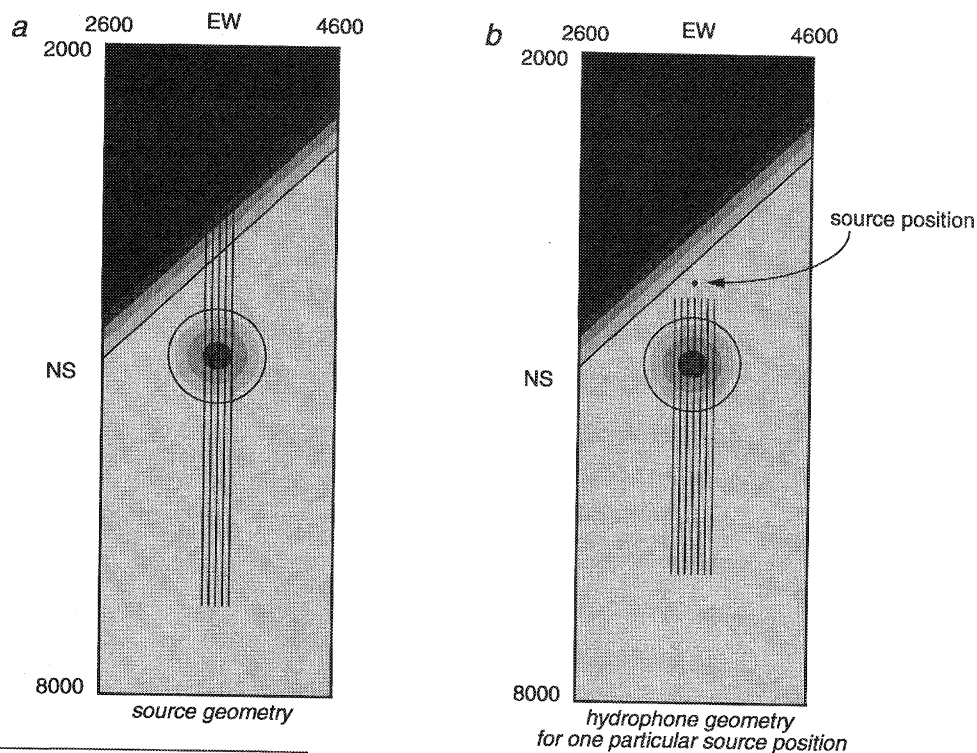 a
2600 EW 4600
2000
NS
8000
source geometry
b
2600 EW 4600
2000
source position
NS
8000
hydrophone geometry
for one particular source position